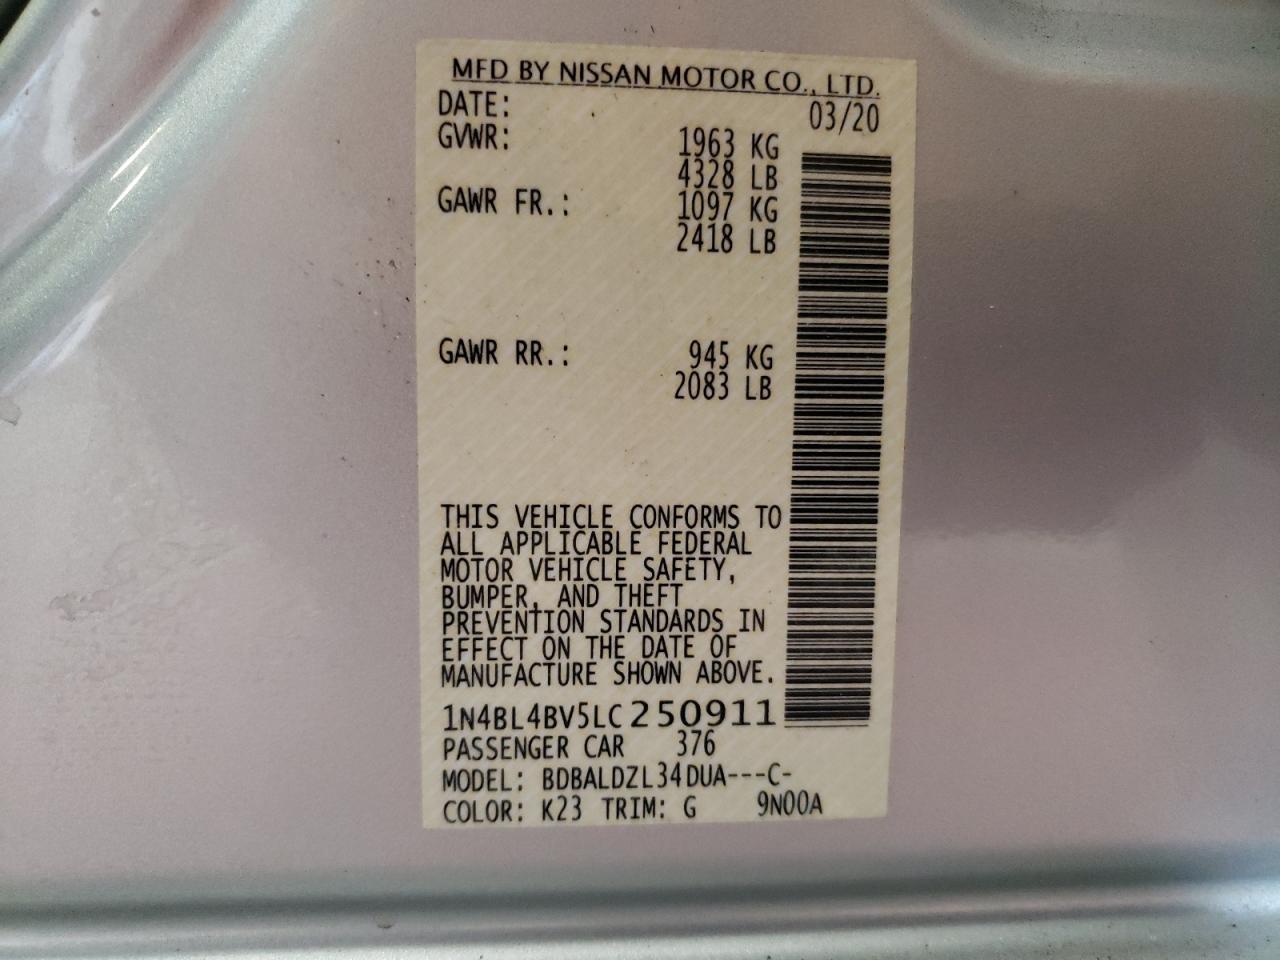 MFD BY NISSAN MOTOR CO., LTD.
DATE: 03/20
GVWR: 1963 KG
4328 LB
GAWR FR.: 1097 KG
2418 LB
GAWR RR.: 945 KG
2083 LB
THIS VEHICLE CONFORMS TO
ALL APPLICABLE FEDERAL
MOTOR VEHICLE SAFETY,
BUMPER, AND THEFT
PREVENTION STANDARDS IN
EFFECT ON THE DATE OF
MANUFACTURE SHOWN ABOVE.
1N4BL4BV5LC250911
PASSENGER CAR 376
MODEL: BDBALDZL34DUA---C-
COLOR: K23 TRIM: G 9N00A